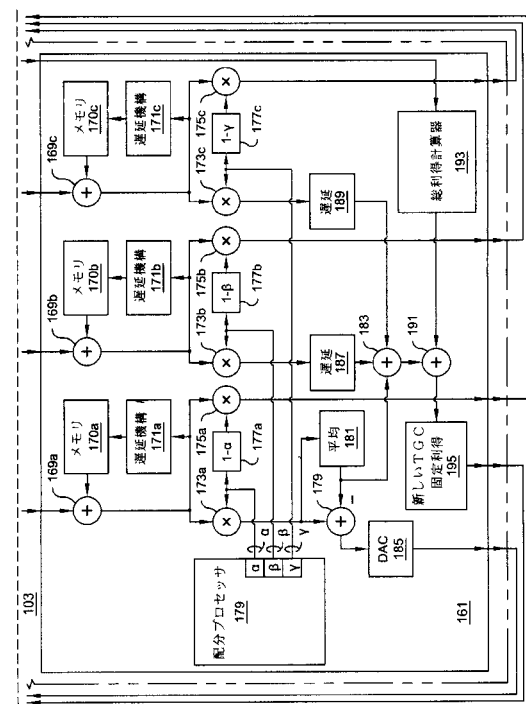 103
169a
メモリ
170a
遅延機構
171a
173a
175a
1-α
177a
169b
メモリ
170b
遅延機構
171b
173b
175b
1-β
177b
169c
メモリ
170c
遅延機構
171c
173c
175c
1-γ
177c
配分プロセッサ
179
α
β
γ
α
β
γ
179
平均
181
DAC
185
遅延
187
遅延
189
183
191
総利得計算器
193
新しいTGC
固定利得
195
161